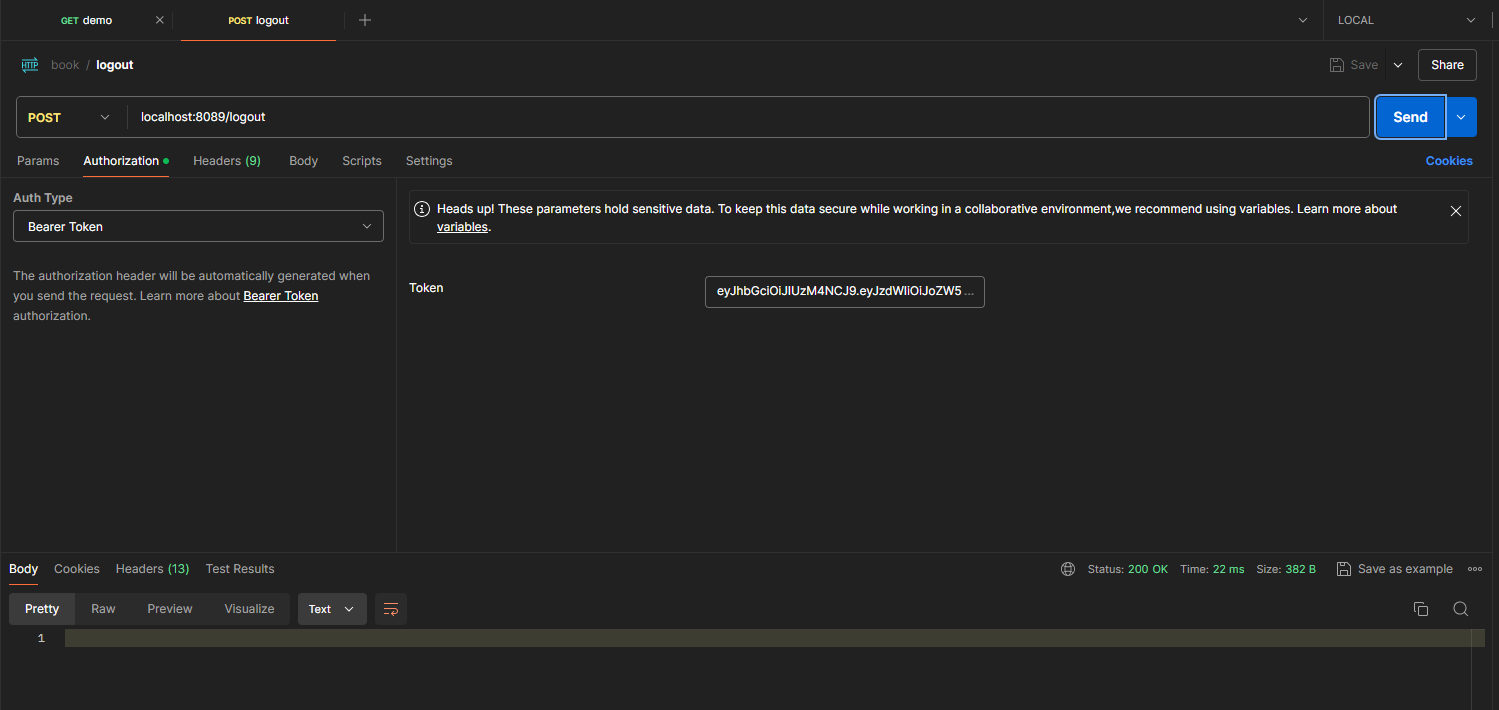 GET demo
POST logout
LOCAL
HTTP book / logout
Save
Share
POST
localhost:8089/logout
Send
Params Authorization Headers (9) Body Scripts Settings
Cookies
Auth Type
Bearer Token
The authorization header will be automatically generated when
you send the request. Learn more about Bearer Token
authorization.
Heads up! These parameters hold sensitive data. To keep this data secure while working in a collaborative environment,we recommend using variables. Learn more about
variables.
Token
eyJhbGciOiJIUzM4NCJ9.eyJzdWIiOiJoZW5 ...
Body Cookies Headers (13) Test Results
Status: 200 OK Time: 22 ms Size: 382 B
Save as example
Pretty Raw Preview Visualize
Text
1